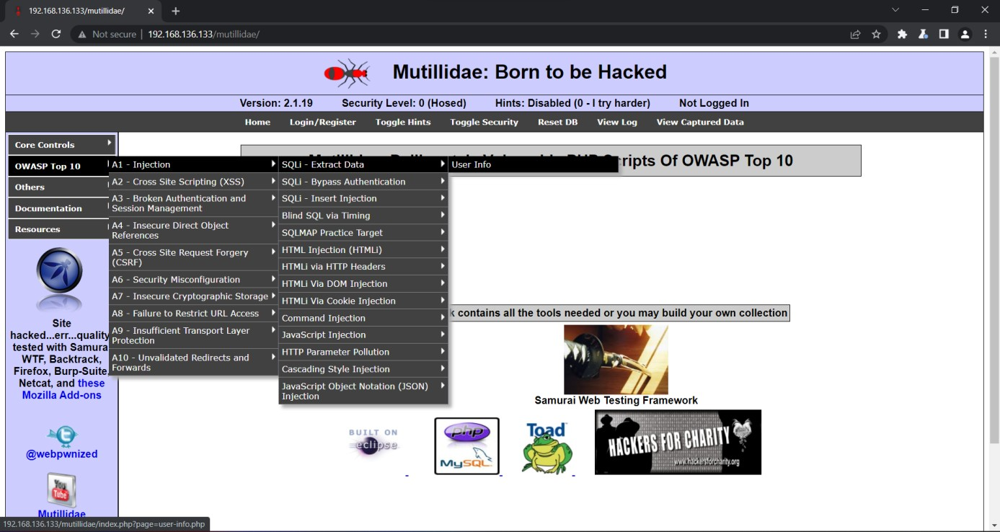 192.168.136.133/mutillidae/
Not secure | 192.168.136.133/mutillidae/
Mutillidae: Born to be Hacked
Version: 2.1.19 Security Level: 0 (Hosed) Hints: Disabled (0 - I try harder) Not Logged In
Home Login/Register Toggle Hints Toggle Security Reset DB View Log View Captured Data
Core Controls
OWASP Top 10
Others
Documentation
Resources
A1 - Injection
A2 - Cross Site Scripting (XSS)
A3 - Broken Authentication and
Session Management
A4 - Insecure Direct Object
References
A5 - Cross Site Request Forgery
(CSRF)
A6 - Security Misconfiguration
A7 - Insecure Cryptographic Storage
A8 - Failure to Restrict URL Access
A9 - Insufficient Transport Layer
Protection
A10 - Unvalidated Redirects and
Forwards
SQLi - Extract Data
SQLi - Bypass Authentication
SQLi - Insert Injection
Blind SQL via Timing
SQLMAP Practice Target
HTML Injection (HTMLi)
HTMLi via HTTP Headers
HTMLi Via DOM Injection
HTMLi Via Cookie Injection
Command Injection
JavaScript Injection
HTTP Parameter Pollution
Cascading Style Injection
JavaScript Object Notation (JSON)
Injection
User Info
ripts Of OWASP Top 10
k contains all the tools needed or you may build your own collection
Samurai Web Testing Framework
Site
hacked...err...quality
tested with Samura
WTF, Backtrack,
Firefox, Burp-Suite,
Netcat, and these
Mozilla Add-ons
@webpwnized
You
Tube
Mutillidae
BUILT ON
eclipse
php
MySQL
Toad
HACKERS FOR CHARITY
www.hackersforcharity.org
192.168.136.133/mutillidae/index.php?page=user-info.php